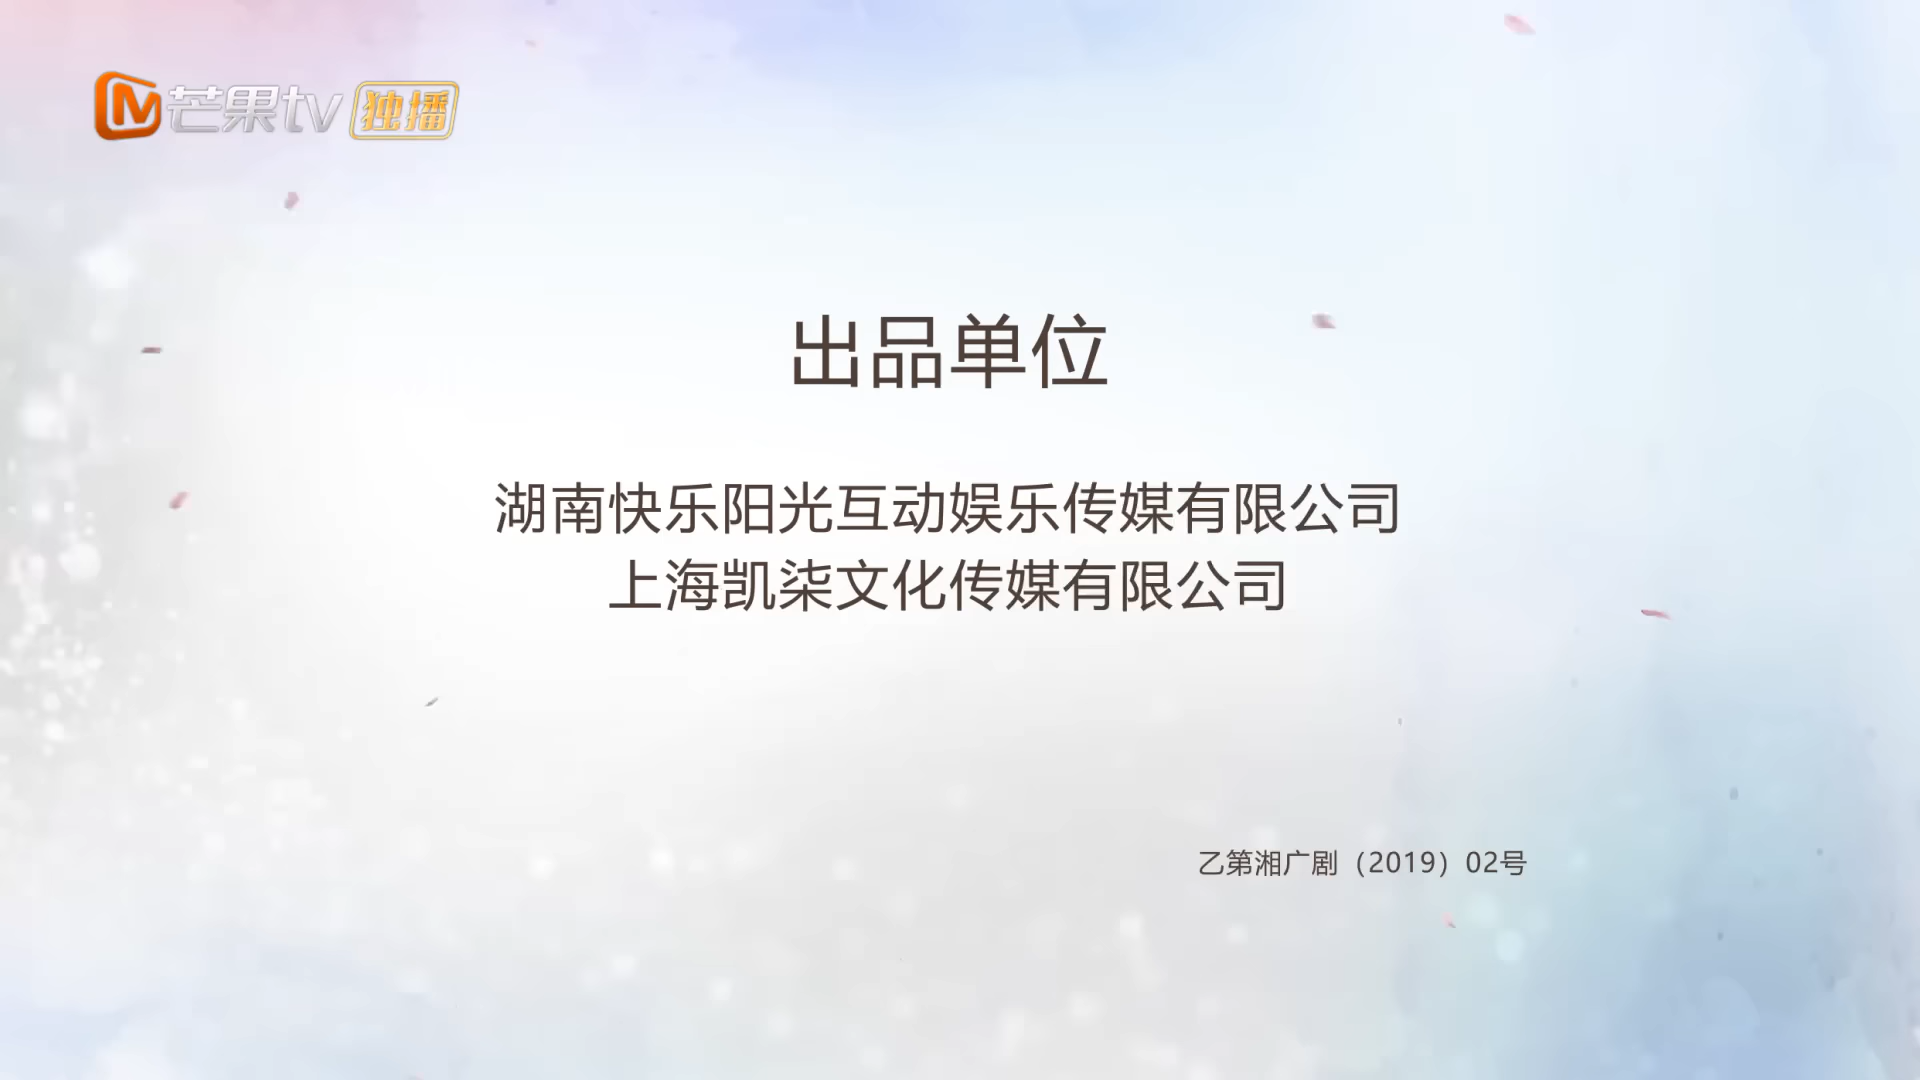 芒果tv 独播
出品单位
湖南快乐阳光互动娱乐传媒有限公司
上海凯柒文化传媒有限公司
乙第湘广剧（2019）02号